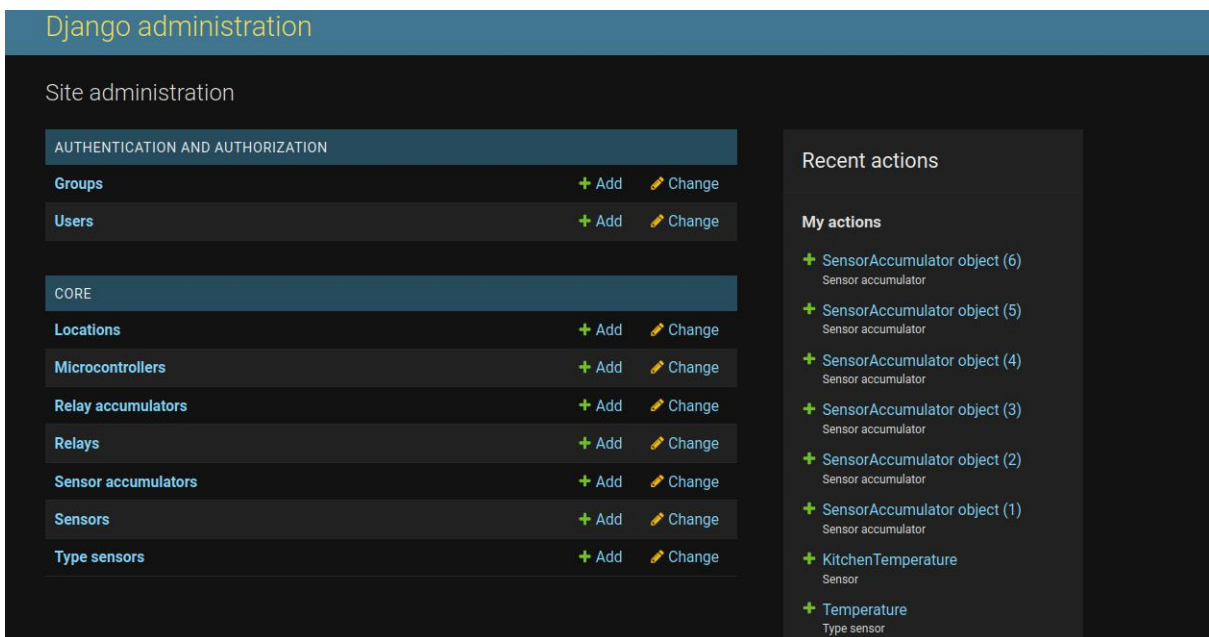 Django administration
Site administration
AUTHENTICATION AND AUTHORIZATION
Groups Add Change
Users Add Change
CORE
Locations Add Change
Microcontrollers Add Change
Relay accumulators Add Change
Relays Add Change
Sensor accumulators Add Change
Sensors Add Change
Type sensors Add Change
Recent actions
My actions
SensorAccumulator object (6)
Sensor accumulator
SensorAccumulator object (5)
Sensor accumulator
SensorAccumulator object (4)
Sensor accumulator
SensorAccumulator object (3)
Sensor accumulator
SensorAccumulator object (2)
Sensor accumulator
SensorAccumulator object (1)
Sensor accumulator
KitchenTemperature
Sensor
Temperature
Type sensor